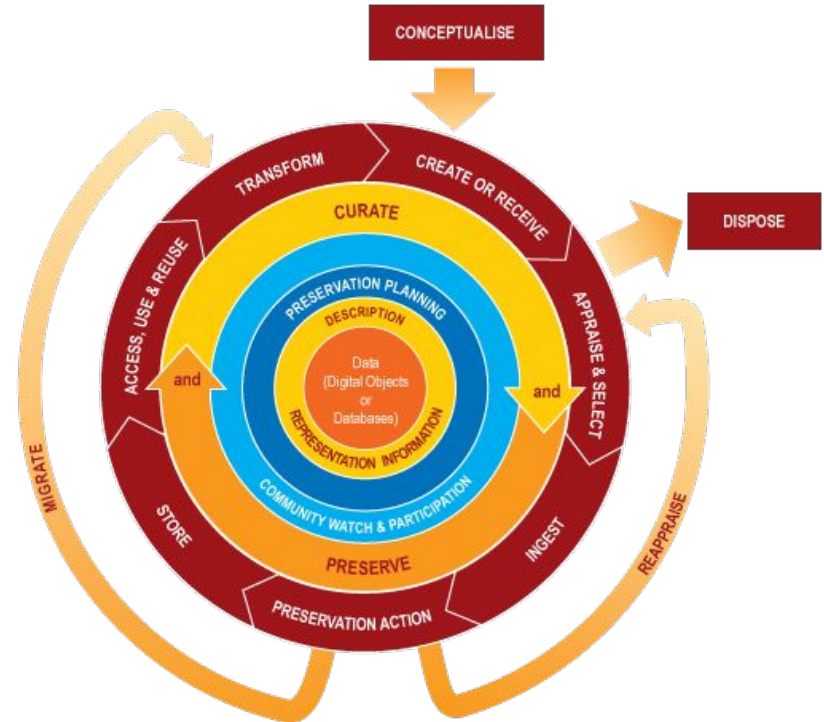 CONCEPTUALISE
CREATE OR RECEIVE
DISPOSE
APPRAISE & SELECT
REAPPRAISE
INGEST
PRESERVATION ACTION
STORE
MIGRATE
ACCESS, USE & REUSE
TRANSFORM
CURATE
and
PRESERVE
and
COMMUNITY WATCH & PARTICIPATION
PRESERVATION PLANNING
DESCRIPTION
REPRESENTATION INFORMATION
Data
(Digital Objects
or
Databases)